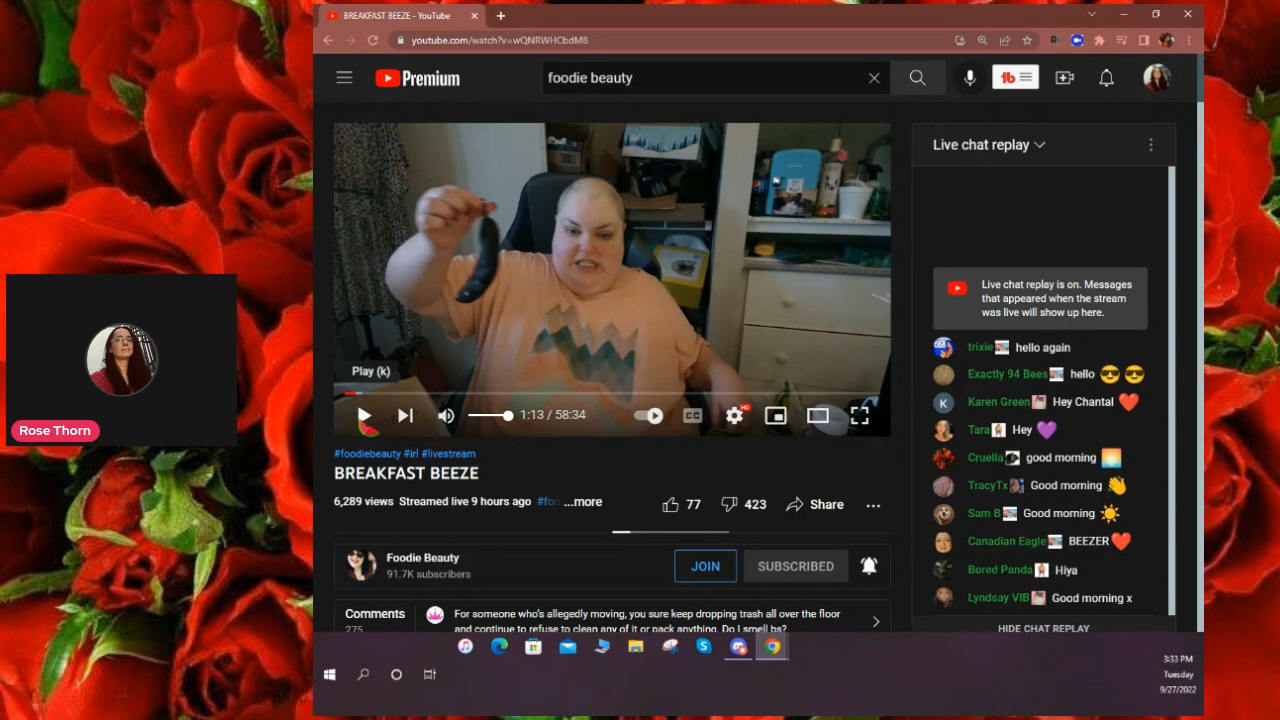 BREAKFAST BEEZE - YouTube
youtube.com/watch?v=wQNRWHCbdM8
Premium
foodie beauty
Live chat replay
Live chat replay is on. Messages
that appeared when the stream
was live will show up here.
trixie hello again
Exactly 94 Bees hello
Karen Green Hey Chantal
Tara Hey
Cruella good morning
TracyTx Good morning
Sam B Good morning
Canadian Eagle BEEZER
Bored Panda Hiya
Lyndsay VIB Good morning x
HIDE CHAT REPLAY
Play (k)
1:13 / 58:34
CC
HD
#foodiebeauty #irl #livestream
BREAKFAST BEEZE
6,289 views Streamed live 9 hours ago #foo ...more
77
423
Share
Foodie Beauty
91.7K subscribers
JOIN
SUBSCRIBED
Comments
275
For someone who's allegedly moving, you sure keep dropping trash all over the floor
and continue to refuse to clean any of it or pack anything. Do I smell bs?
Rose Thorn
3:33 PM
Tuesday
9/27/2022